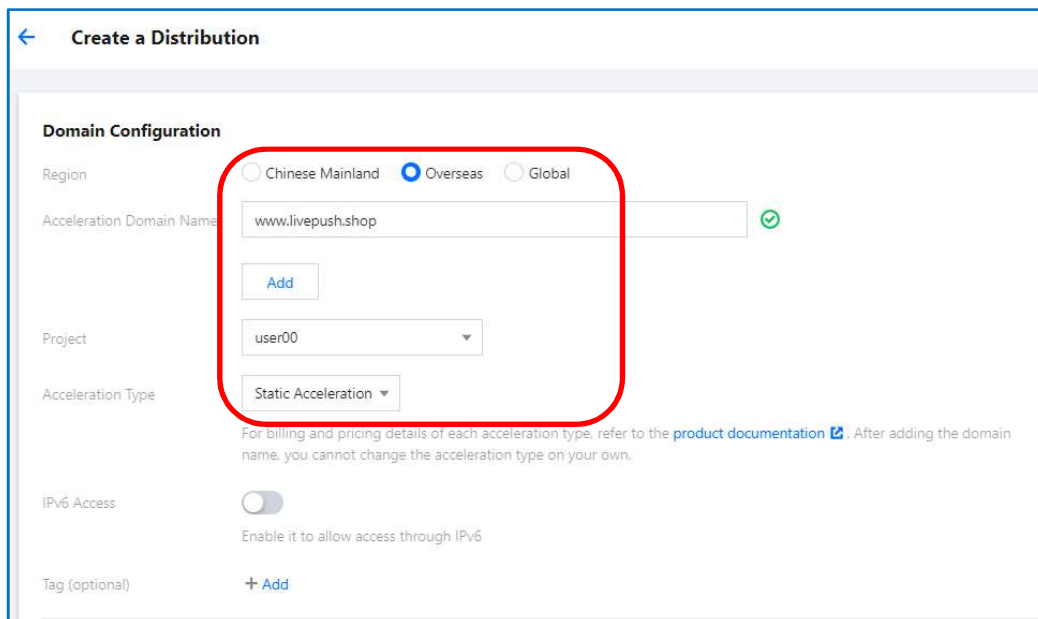 Create a Distribution
Domain Configuration
Region
Chinese Mainland Overseas Global
Acceleration Domain Name
www.livepush.shop
Add
Project
user00
Acceleration Type
Static Acceleration
For billing and pricing details of each acceleration type, refer to the product documentation . After adding the domain
name, you cannot change the acceleration type on your own.
IPv6 Access
Enable it to allow access through IPv6
Tag (optional)
+ Add